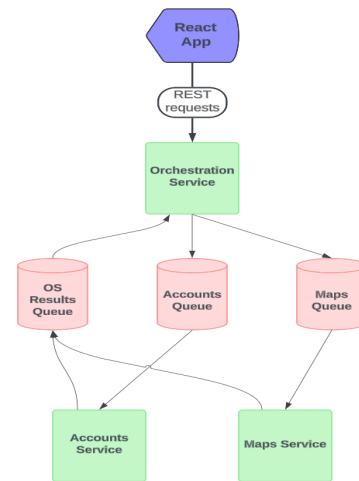 React
App
REST
requests
Orchestration
Service
OS
Results
Queue
Accounts
Queue
Maps
Queue
Accounts
Service
Maps Service